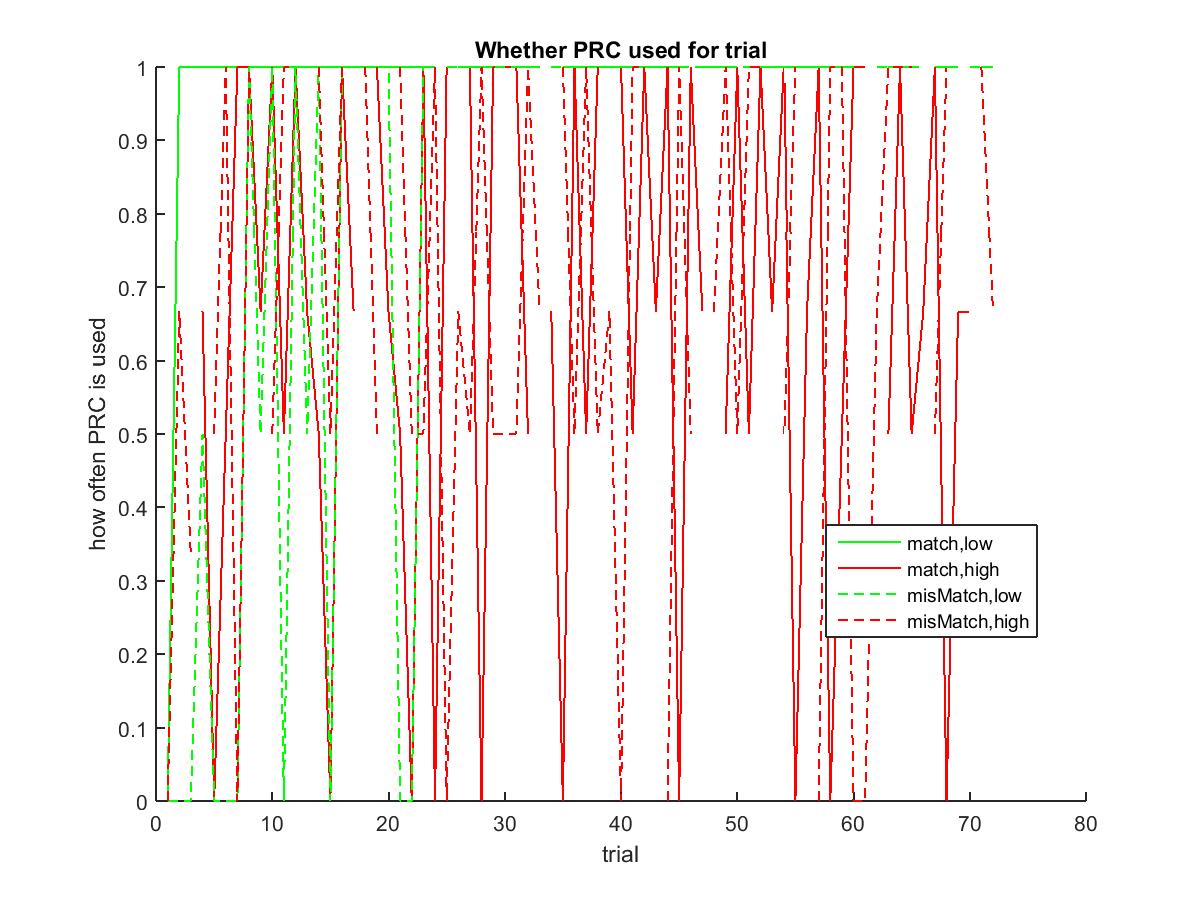 Whether PRC used for trial
how often PRC is used
1
0.9
0.8
0.7
0.6
0.5
0.4
0.3
0.2
0.1
0
match,low
match,high
misMatch,low
misMatch,high
0 10 20 30 40 50 60 70 80
trial